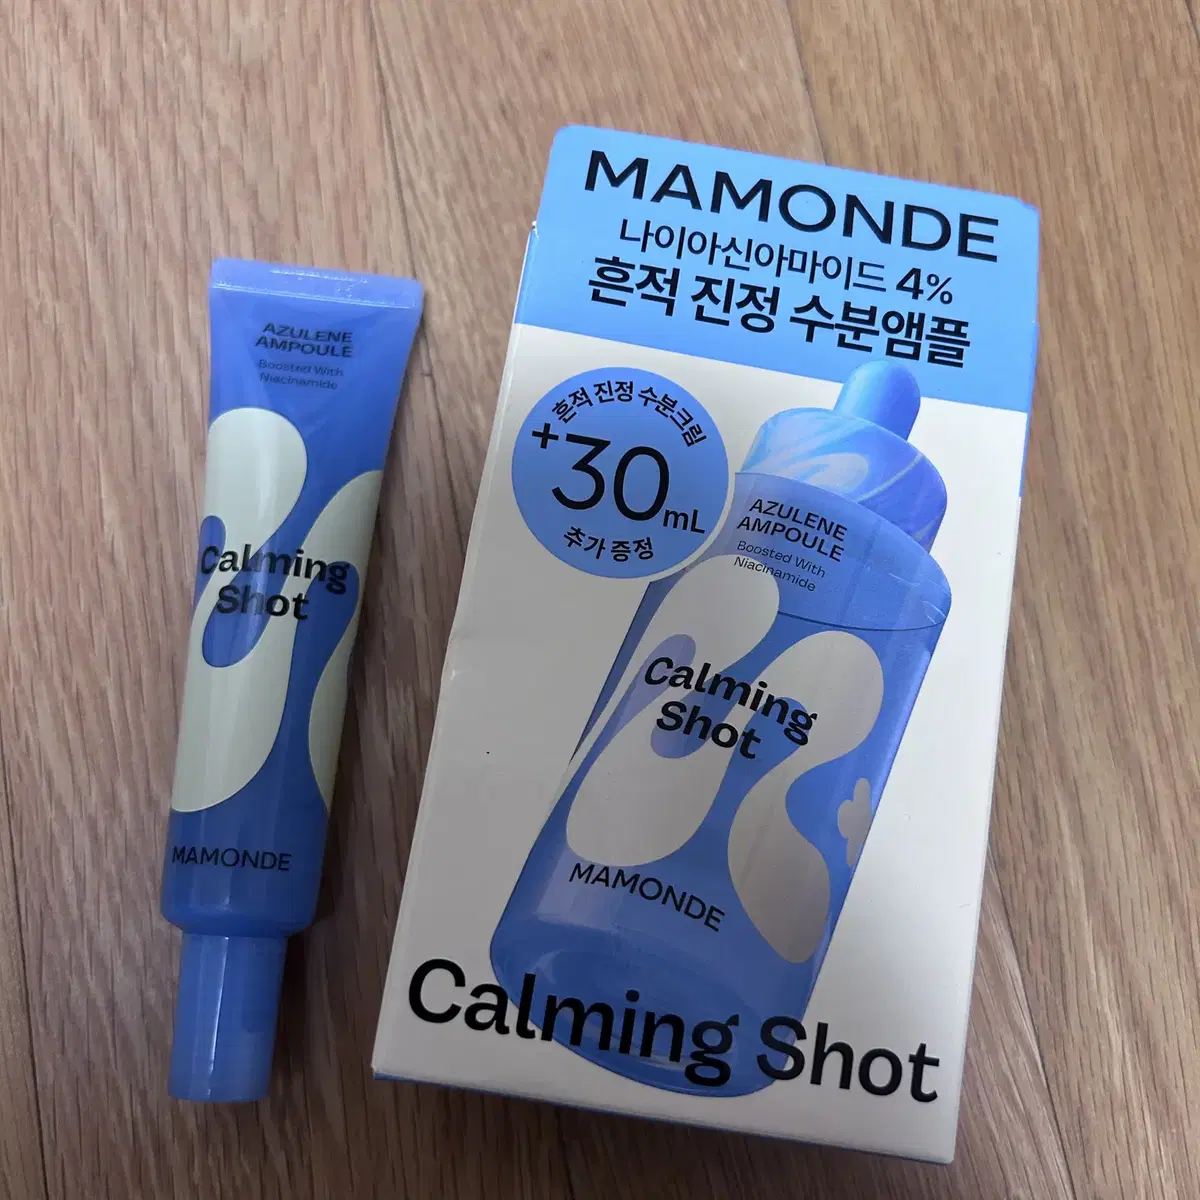 AZULENE
AMPOULE
Boosted With
Niacinamide
Calming
Shot
MAMONDE
MAMONDE
나이아신아마이드 4%
흔적 진정 수분앰플
흔적 진정 수분크림
+30mL
추가 증정
AZULENE
AMPOULE
Boosted With
Niacinamide
Calming
Shot
MAMONDE
Calming Shot